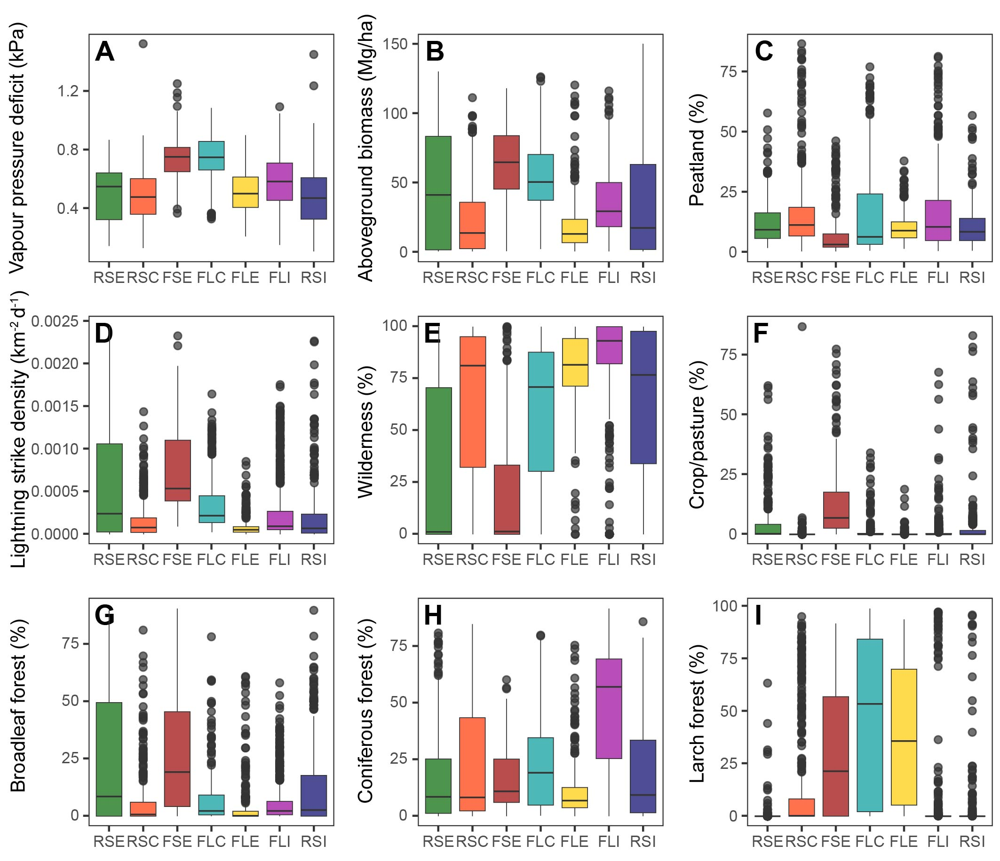 Vapour pressure deficit (kPa)
A
1.2
0.8
0.4
RSE RSC FSE FLC FLE FLI RSI
Aboveground biomass (Mg/ha)
B
150
100
50
0
RSE RSC FSE FLC FLE FLI RSI
Peatland (%)
C
75
50
25
0
RSE RSC FSE FLC FLE FLI RSI
Lightning strike density (km⁻² d⁻¹)
D
0.0025
0.0020
0.0015
0.0010
0.0005
0.0000
RSE RSC FSE FLC FLE FLI RSI
Wilderness (%)
E
100
75
50
25
0
RSE RSC FSE FLC FLE FLI RSI
Crop/pasture (%)
F
75
50
25
0
RSE RSC FSE FLC FLE FLI RSI
Broadleaf forest (%)
G
75
50
25
0
RSE RSC FSE FLC FLE FLI RSI
Coniferous forest (%)
H
75
50
25
0
RSE RSC FSE FLC FLE FLI RSI
Larch forest (%)
I
100
75
50
25
0
RSE RSC FSE FLC FLE FLI RSI